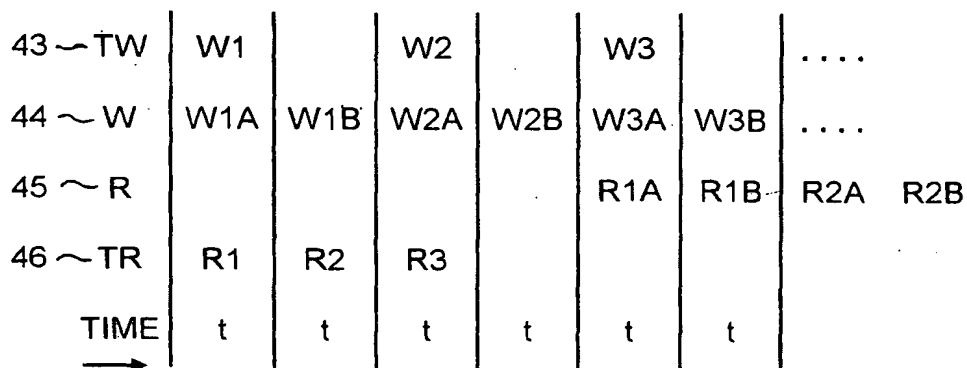 43 ~ TW W1 W2 W3 ....
44 ~ W W1A W1B W2A W2B W3A W3B ....
45 ~ R R1A R1B R2A R2B
46 ~ TR R1 R2 R3
TIME t t t t t t